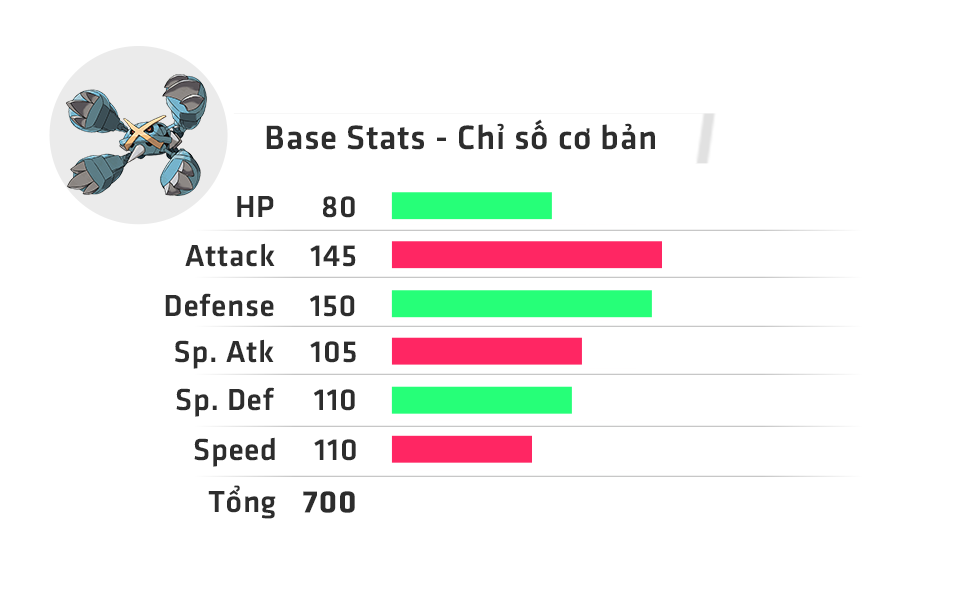 Base Stats - Chỉ số cơ bản
HP 80
Attack 145
Defense 150
Sp. Atk 105
Sp. Def 110
Speed 110
Tổng 700